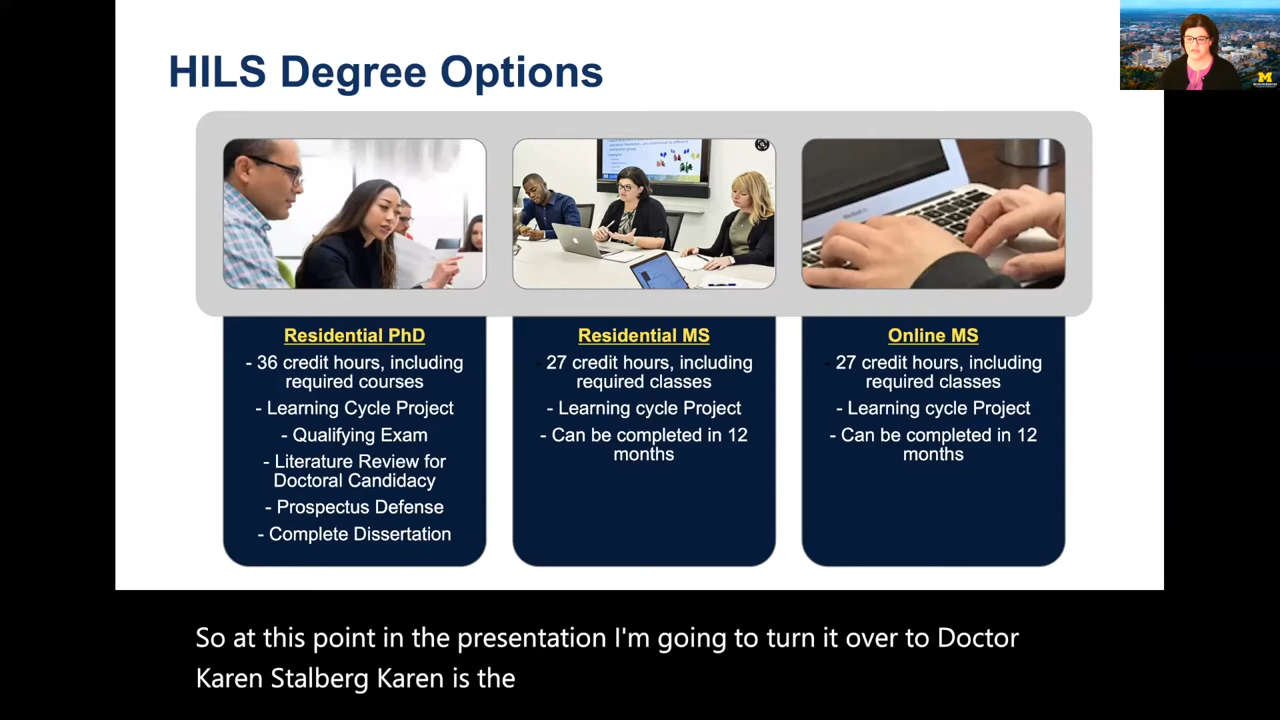 HILS Degree Options
Residential PhD
- 36 credit hours, including
required courses
- Learning Cycle Project
- Qualifying Exam
- Literature Review for
Doctoral Candidacy
- Prospectus Defense
- Complete Dissertation
Residential MS
- 27 credit hours, including
required classes
- Learning cycle Project
- Can be completed in 12
months
Online MS
- 27 credit hours, including
required classes
- Learning cycle Project
- Can be completed in 12
months
So at this point in the presentation I'm going to turn it over to Doctor
Karen Stalberg Karen is the